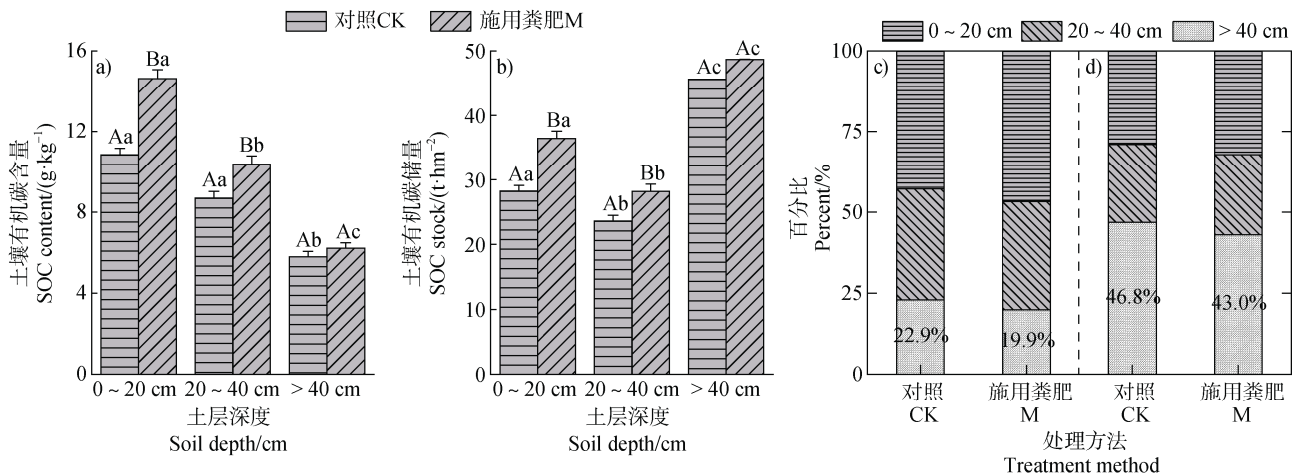 对照CK 施用粪肥M
a)
土壤有机碳含量
SOC content/(g·kg⁻¹)
16
12
8
4
0
Aa Ba
Aa Bb
Ab Ac
0 ~ 20 cm 20 ~ 40 cm > 40 cm
土层深度
Soil depth/cm
b)
土壤有机碳储量
SOC stock/(t·hm⁻²)
50
40
30
20
10
0
Aa Ba
Ab Bb
Ac Ac
0 ~ 20 cm 20 ~ 40 cm > 40 cm
土层深度
Soil depth/cm
0 ~ 20 cm 20 ~ 40 cm > 40 cm
c) d)
百分比
Percent/%
100
75
50
25
0
22.9% 19.9% 46.8% 43.0%
对照 施用粪肥 对照 施用粪肥
CK M CK M
处理方法
Treatment method